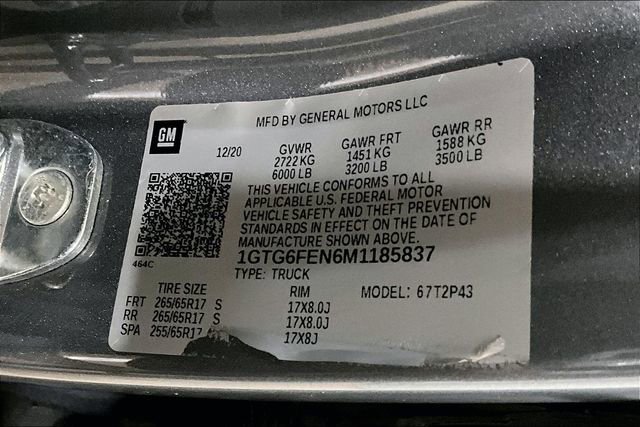 MFD BY GENERAL MOTORS LLC
GM
12/20 GVWR GAWR FRT GAWR RR
2722 KG 1451 KG 1588 KG
6000 LB 3200 LB 3500 LB
THIS VEHICLE CONFORMS TO ALL
APPLICABLE U.S. FEDERAL MOTOR
VEHICLE SAFETY AND THEFT PREVENTION
STANDARDS IN EFFECT ON THE DATE OF
MANUFACTURE SHOWN ABOVE.
464C 1GTG6FEN6M1185837
TYPE: TRUCK
TIRE SIZE RIM MODEL: 67T2P43
FRT 265/65R17 S 17X8.0J
RR 265/65R17 S 17X8.0J
SPA 255/65R17 17X8J